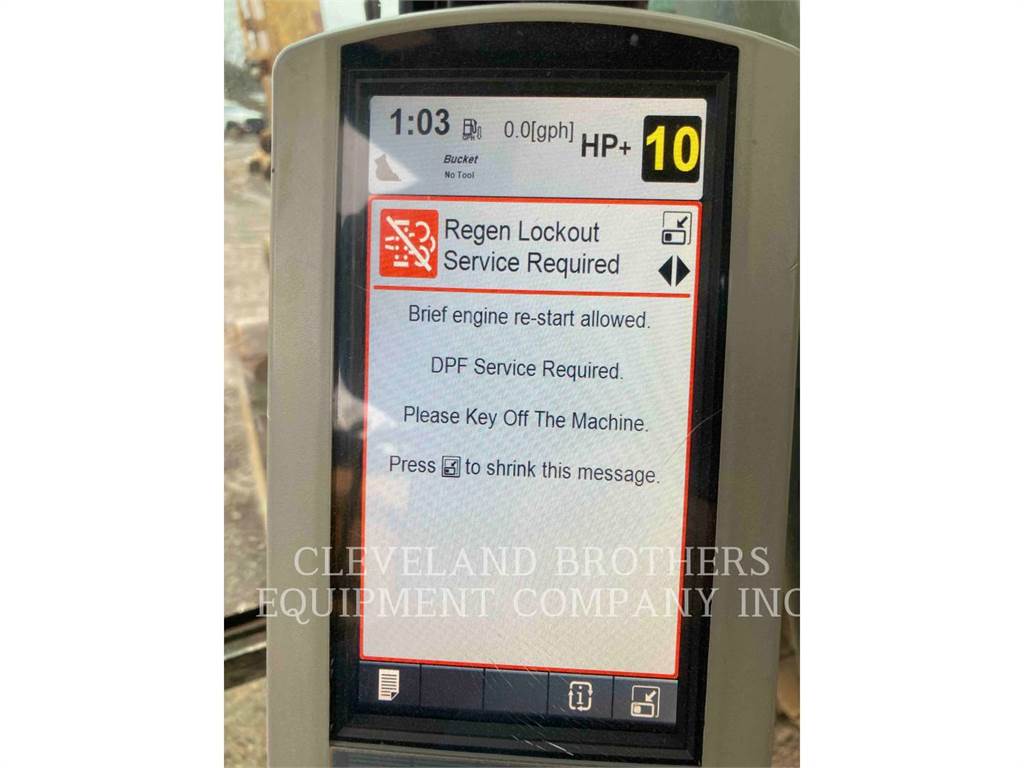 1:03 0.0[gph] HP+ 10
Bucket
No Tool
Regen Lockout
Service Required
Brief engine re-start allowed.
DPF Service Required.
Please Key Off The Machine.
Press to shrink this message.
CLEVELAND BROTHERS
EQUIPMENT COMPANY INC